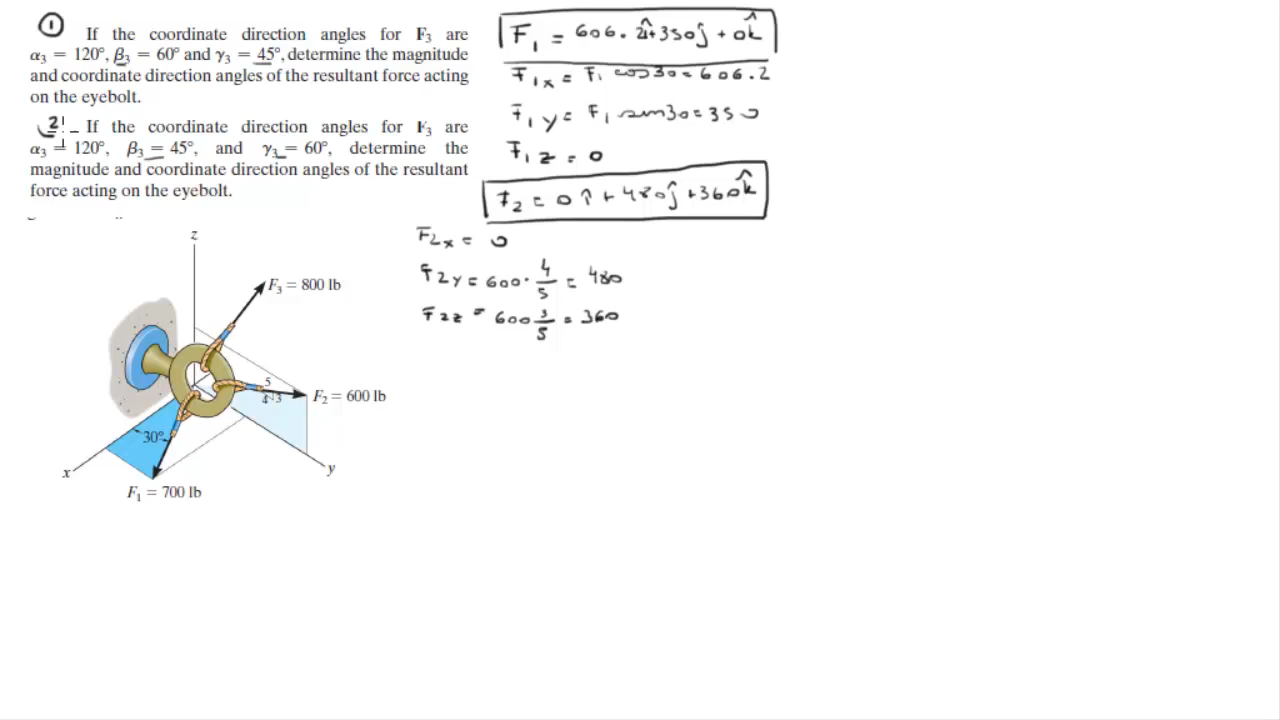 ① If the coordinate direction angles for F₃ are
α₃ = 120°, β₃ = 60° and γ₃ = 45°, determine the magnitude
and coordinate direction angles of the resultant force acting
on the eyebolt.
2! If the coordinate direction angles for F₃ are
α₃ = 120°, β₃ = 45°, and γ₃ = 60°, determine the
magnitude and coordinate direction angles of the resultant
force acting on the eyebolt.
z
F₃ = 800 lb
5
4 3
F₂ = 600 lb
30°
x
y
F₁ = 700 lb
F₁ = 606.2î + 350ĵ + 0k̂
F₁x = F₁ cos30 = 606.2
F₁y = F₁ sin30 = 350
F₁z = 0
F₂ = 0î + 480ĵ + 360k̂
F₂x = 0
F₂y = 600 · 4/5 = 480
F₂z = 600 3/5 = 360